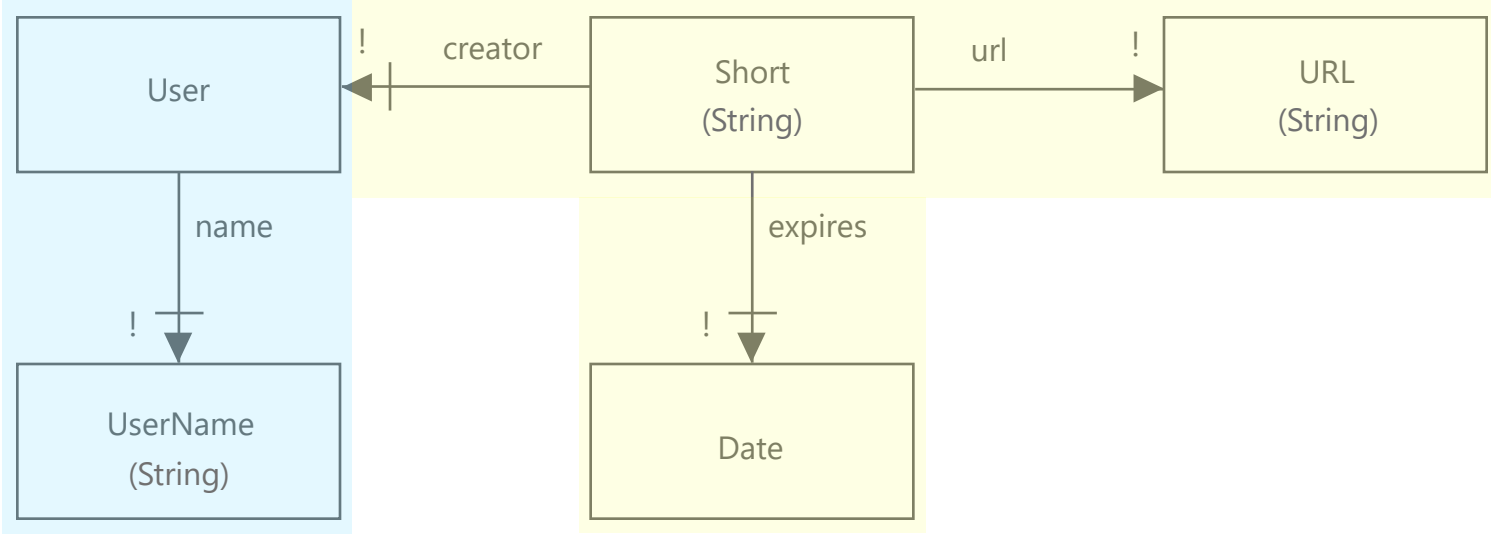 User
!
creator
Short
(String)
url
!
URL
(String)
name
!
UserName
(String)
expires
!
Date